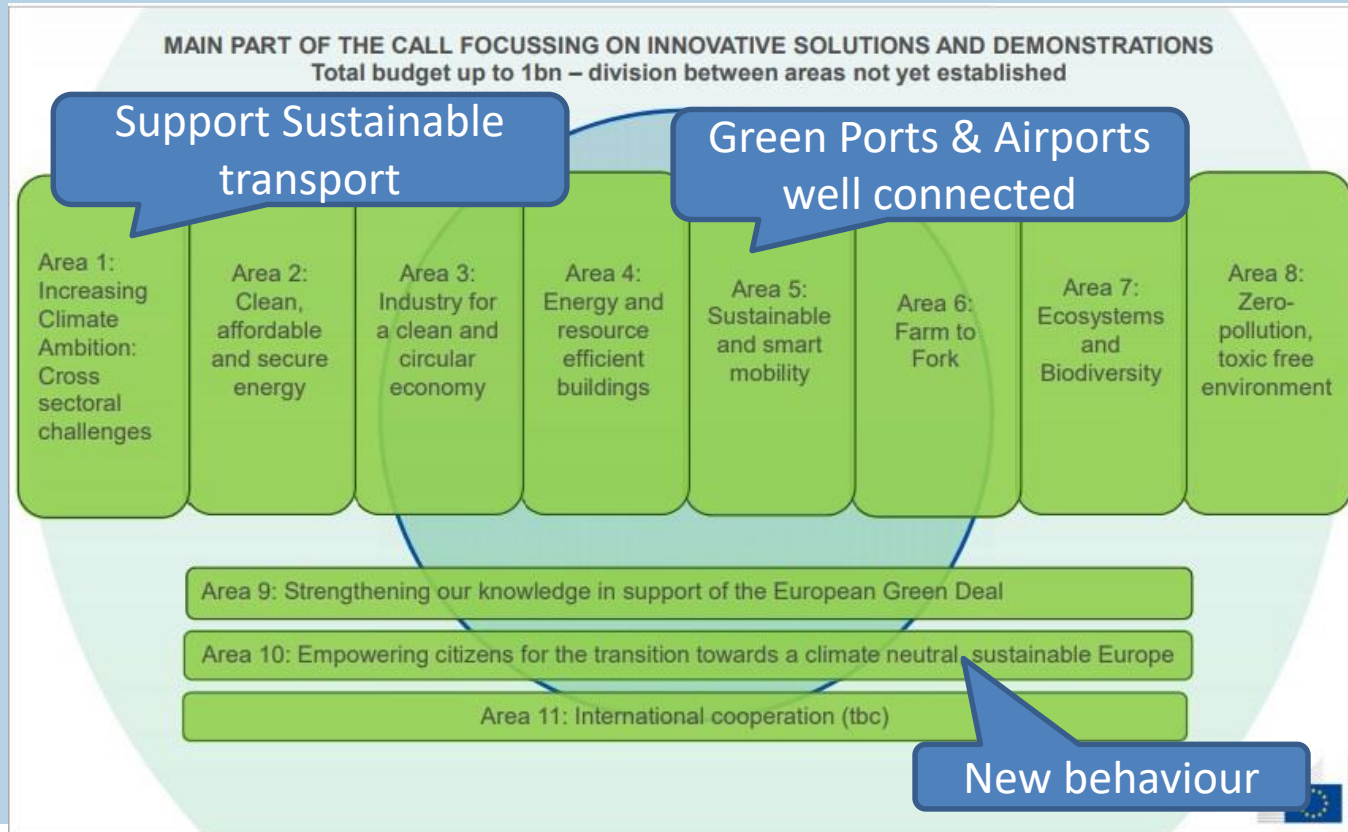 MAIN PART OF THE CALL FOCUSSING ON INNOVATIVE SOLUTIONS AND DEMONSTRATIONS
Total budget up to 1bn – division between areas not yet established
Support Sustainable
transport
Green Ports & Airports
well connected
Area 1:
Increasing
Climate
Ambition:
Cross
sectoral
challenges
Area 2:
Clean,
affordable
and secure
energy
Area 3:
Industry for
a clean and
circular
economy
Area 4:
Energy and
resource
efficient
buildings
Area 5:
Sustainable
and smart
mobility
Area 6:
Farm to
Fork
Area 7:
Ecosystems
and
Biodiversity
Area 8:
Zero-
pollution,
toxic free
environment
Area 9: Strengthening our knowledge in support of the European Green Deal
Area 10: Empowering citizens for the transition towards a climate neutral, sustainable Europe
Area 11: International cooperation (tbc)
New behaviour